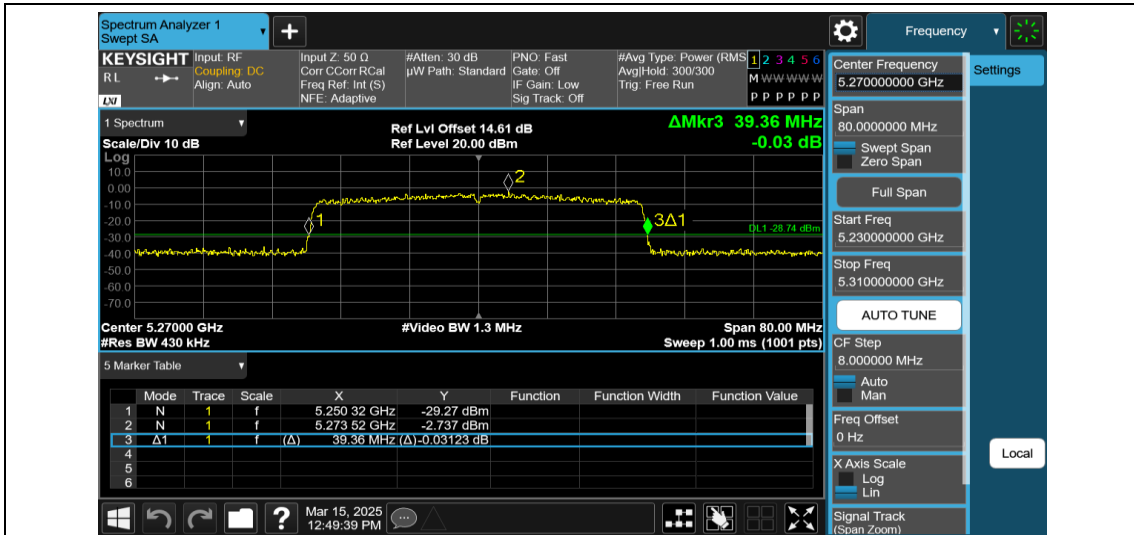 Spectrum Analyzer 1
Swept SA
Frequency
KEYSIGHT
R L
LXI
Input: RF
Coupling: DC
Align: Auto
Input Z: 50 Ω
Corr CCorr RCal
Freq Ref: Int (S)
NFE: Adaptive
#Atten: 30 dB
µW Path: Standard
PNO: Fast
Gate: Off
IF Gain: Low
Sig Track: Off
#Avg Type: Power (RMS
Avg|Hold: 300/300
Trig: Free Run
1 2 3 4 5 6
M W W W W W
P P P P P P
1 Spectrum
Scale/Div 10 dB
Ref Lvl Offset 14.61 dB
Ref Level 20.00 dBm
ΔMkr3 39.36 MHz
-0.03 dB
Log
10.0
0.00
-10.0
-20.0
-30.0
-40.0
-50.0
-60.0
-70.0
1
2
3Δ1
DL1 -28.74 dBm
Center 5.27000 GHz
#Res BW 430 kHz
#Video BW 1.3 MHz
Span 80.00 MHz
Sweep 1.00 ms (1001 pts)
5 Marker Table
Mode Trace Scale X Y Function Function Width Function Value
1 N 1 f 5.250 32 GHz -29.27 dBm
2 N 1 f 5.273 52 GHz -2.737 dBm
3 Δ1 1 f (Δ) 39.36 MHz (Δ) -0.03123 dB
4
5
6
Mar 15, 2025
12:49:39 PM
Center Frequency
5.270000000 GHz
Span
80.0000000 MHz
Swept Span
Zero Span
Full Span
Start Freq
5.230000000 GHz
Stop Freq
5.310000000 GHz
AUTO TUNE
CF Step
8.000000 MHz
Auto
Man
Freq Offset
0 Hz
X Axis Scale
Log
Lin
Signal Track
(Span Zoom)
Settings
Local